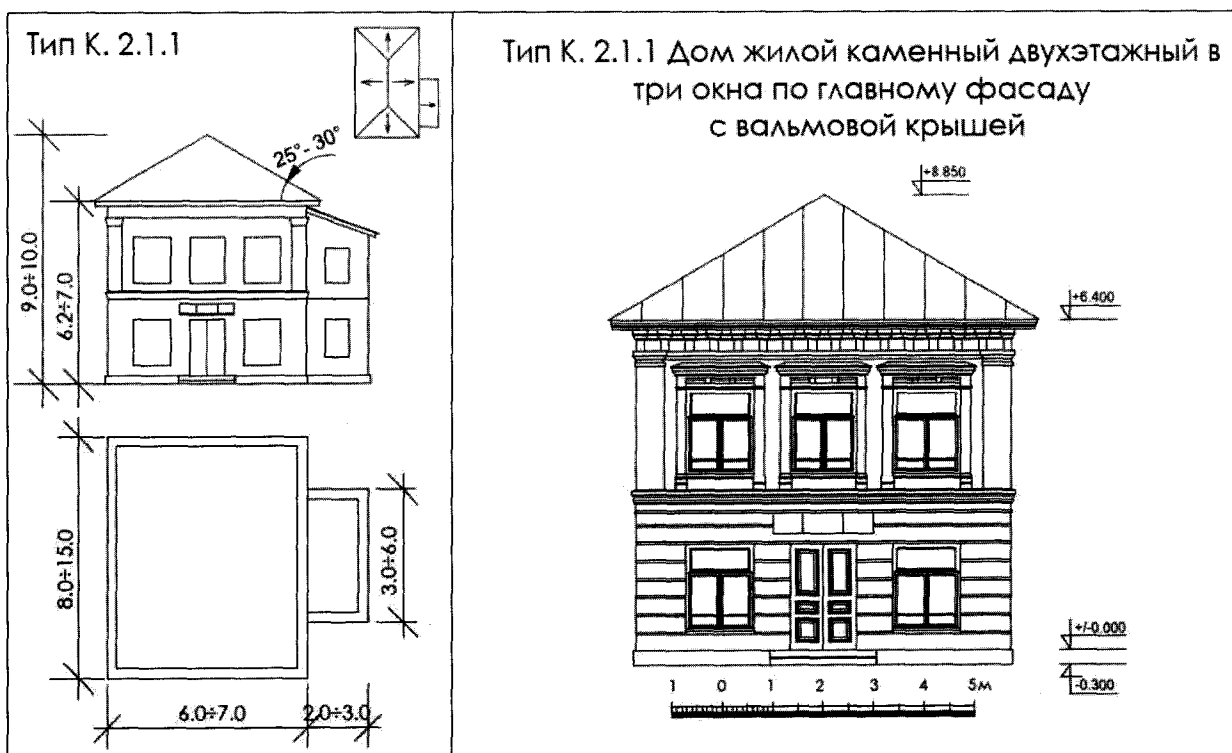 Тип К. 2.1.1
25°- 30°
9.0÷10.0
6.2÷7.0
8.0÷15.0
3.0÷6.0
6.0÷7.0
2.0÷3.0
Тип К. 2.1.1 Дом жилой каменный двухэтажный в
три окна по главному фасаду
с вальмовой крышей
+8.850
+6.400
+/-0.000
-0.300
1 0 1 2 3 4 5м